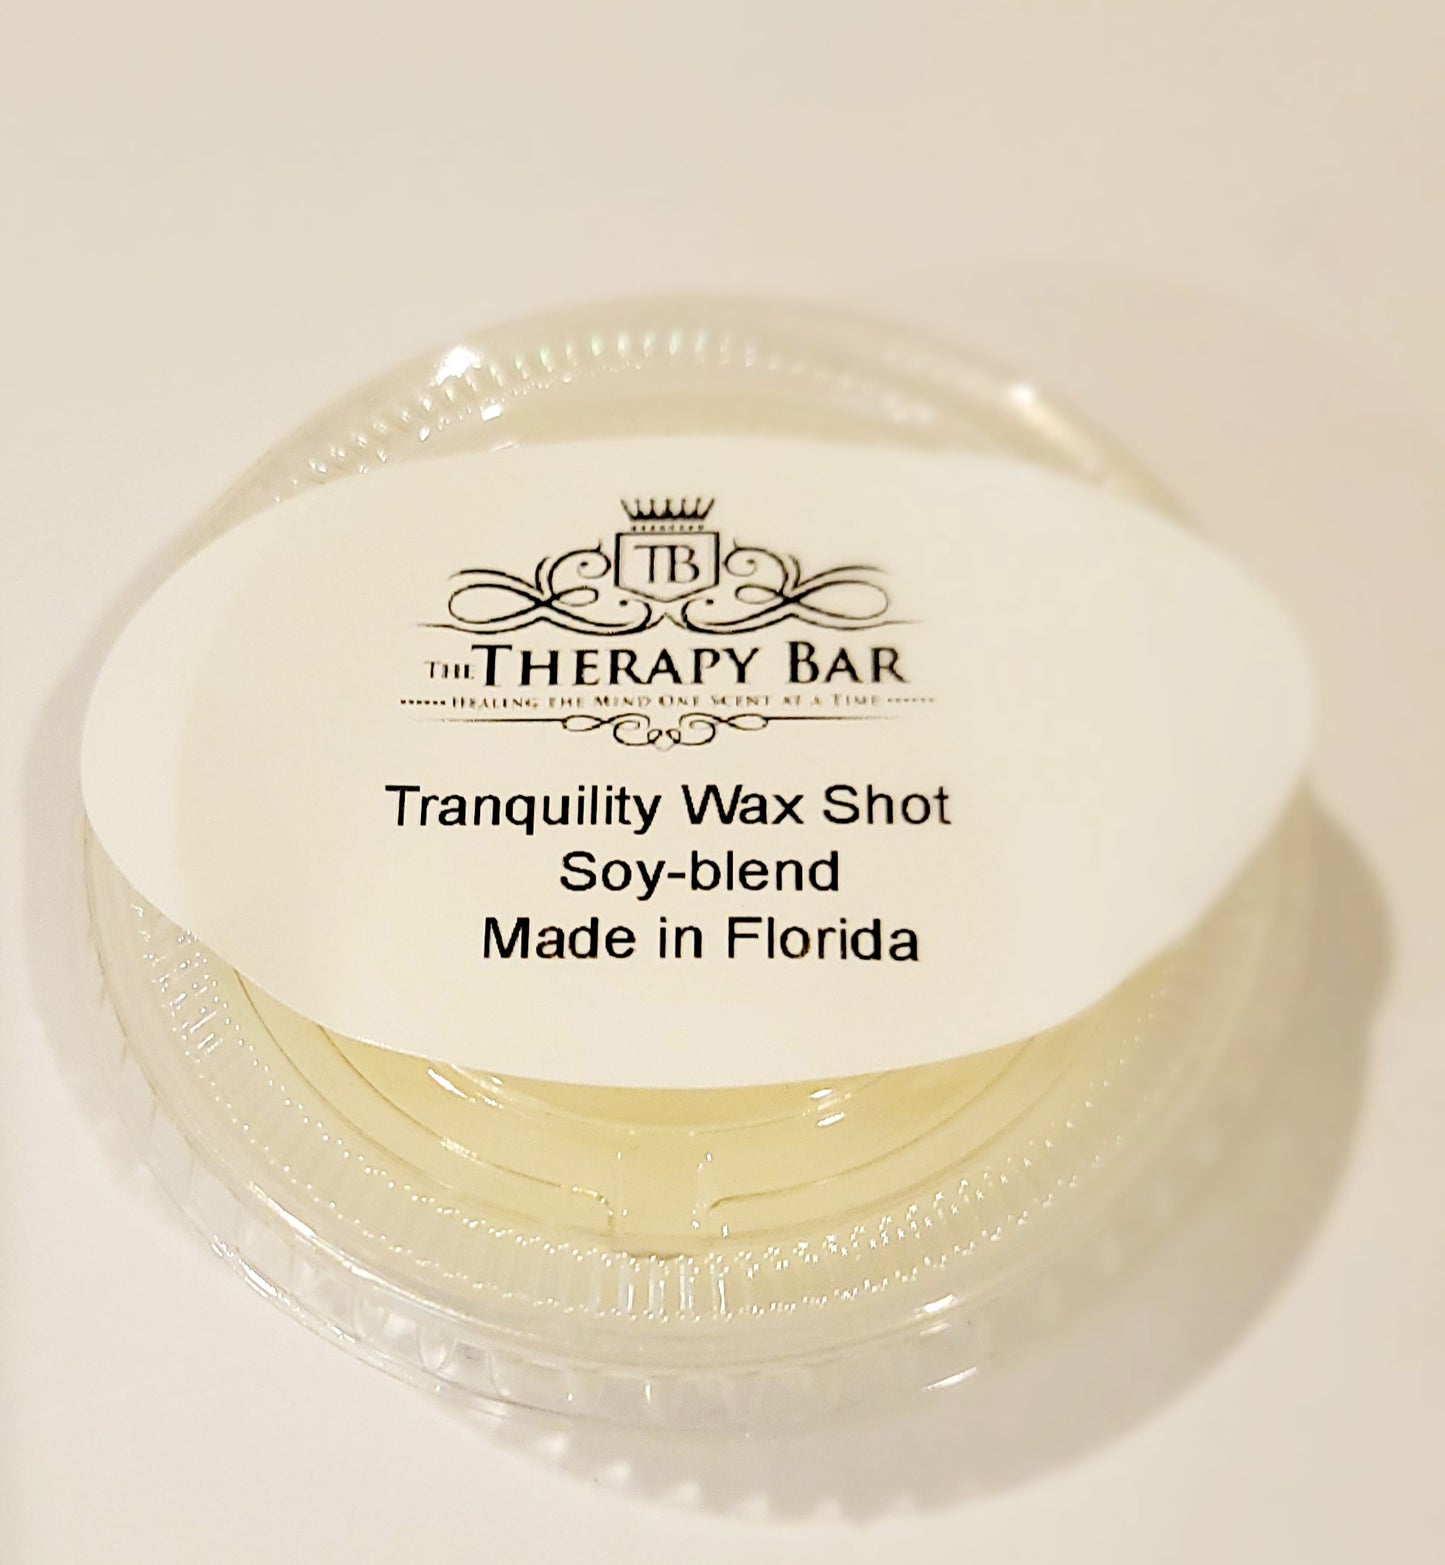 TB
THE THERAPY BAR
HEALING THE MIND ONE SCENT AT A TIME
Tranquility Wax Shot
Soy-blend
Made in Florida